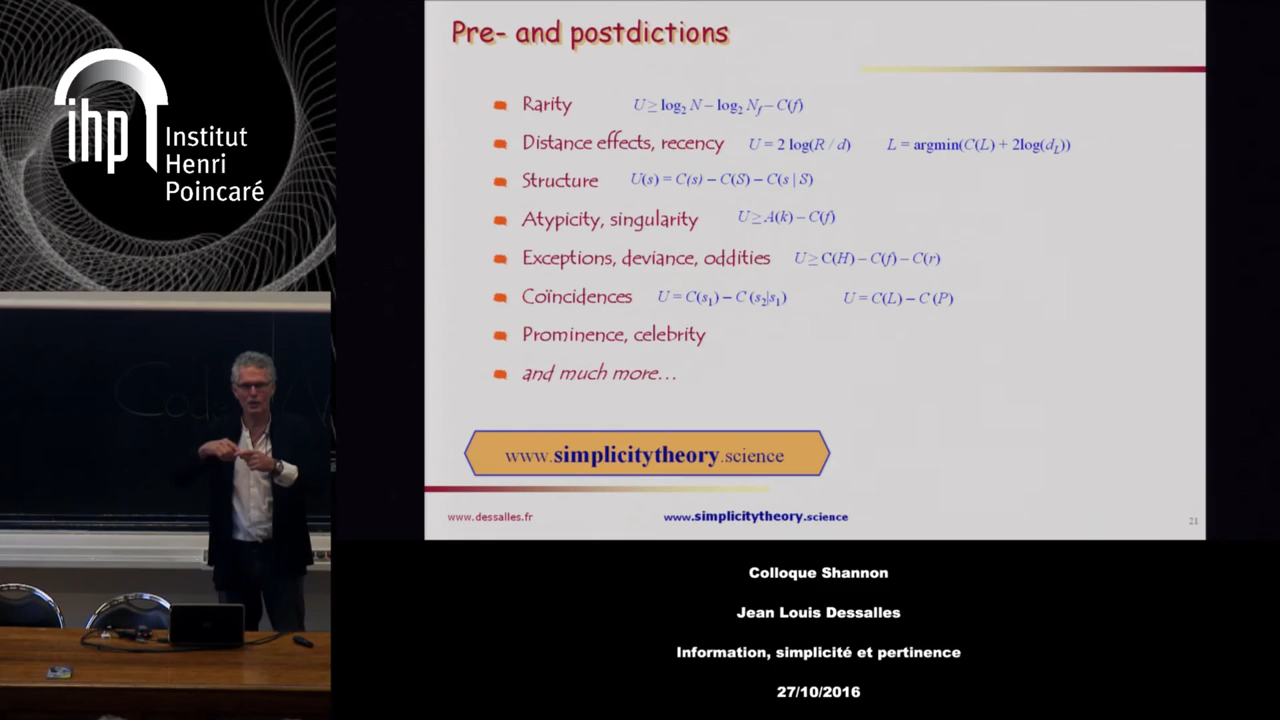 ihp
Institut
Henri
Poincaré
Pre- and postdictions
Rarity U ≥ log₂ N – log₂ N_f – C(f)
Distance effects, recency U = 2 log(R / d) L = argmin(C(L) + 2log(d_L))
Structure U(s) = C(s) – C(S) – C(s | S)
Atypicity, singularity U ≥ A(k) – C(f)
Exceptions, deviance, oddities U ≥ C(H) – C(f) – C(r)
Coïncidences U = C(s₁) – C (s₂|s₁) U = C(L) – C (P)
Prominence, celebrity
and much more…
www.simplicitytheory.science
www.dessalles.fr www.simplicitytheory.science 21
Colloque Shannon
Jean Louis Dessalles
Information, simplicité et pertinence
27/10/2016